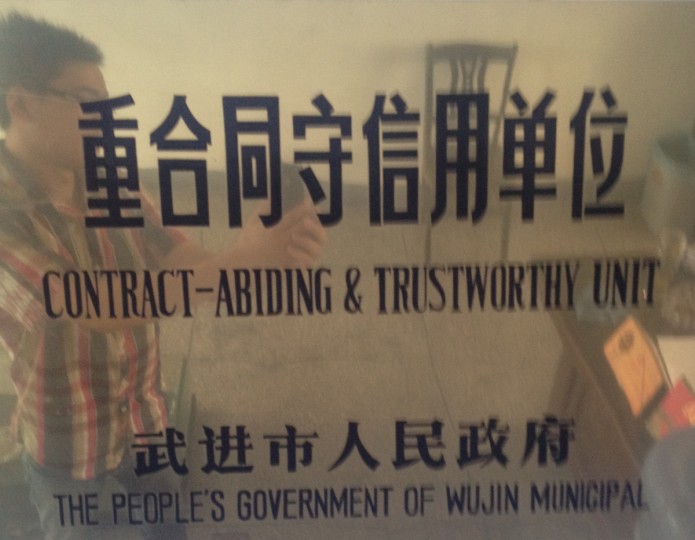 重合同守信用单位
CONTRACT-ABIDING & TRUSTWORTHY UNIT
武进市人民政府
THE PEOPLE'S GOVERNMENT OF WUJIN MUNICIPAL